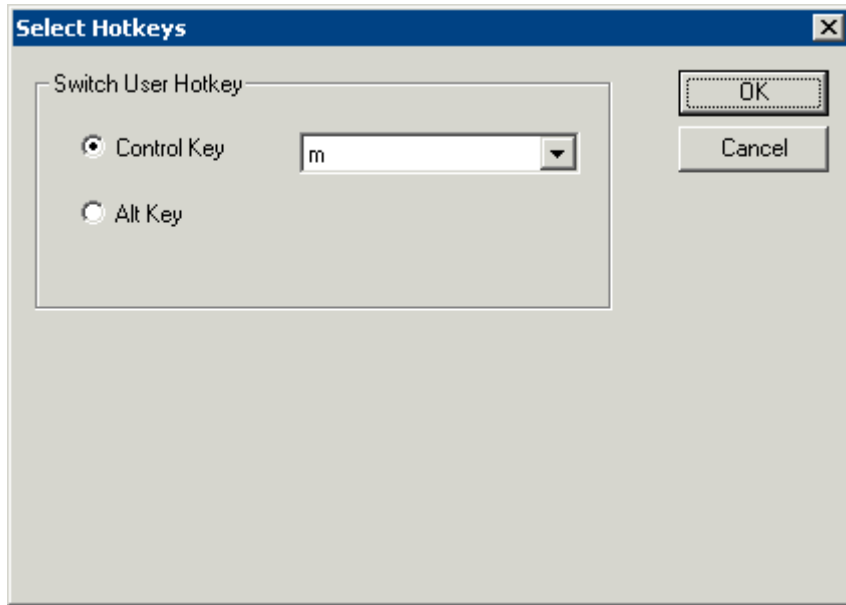 Select Hotkeys
Switch User Hotkey
OK
Control Key
m
Cancel
Alt Key